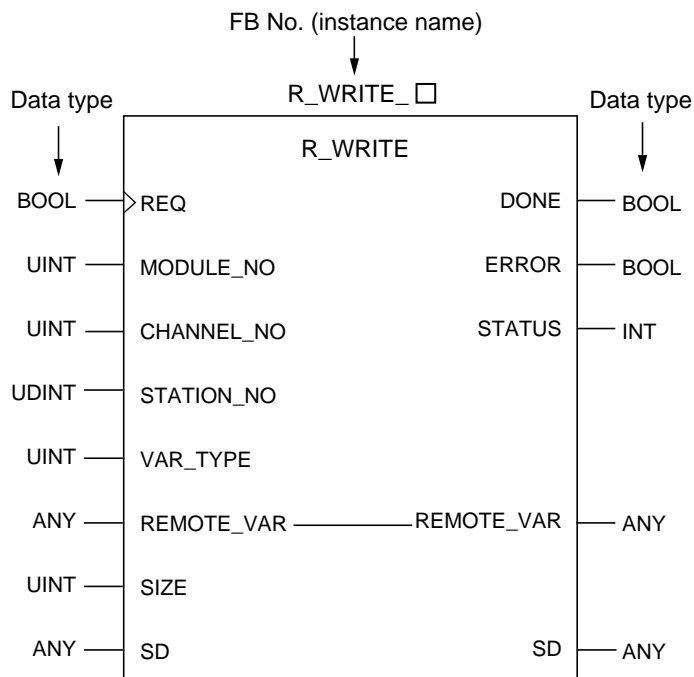 FB No. (instance name)
R_WRITE_□
Data type
Data type
R_WRITE
BOOL REQ DONE BOOL
UINT MODULE_NO ERROR BOOL
UINT CHANNEL_NO STATUS INT
UDINT STATION_NO
UINT VAR_TYPE
ANY REMOTE_VAR REMOTE_VAR ANY
UINT SIZE
ANY SD SD ANY